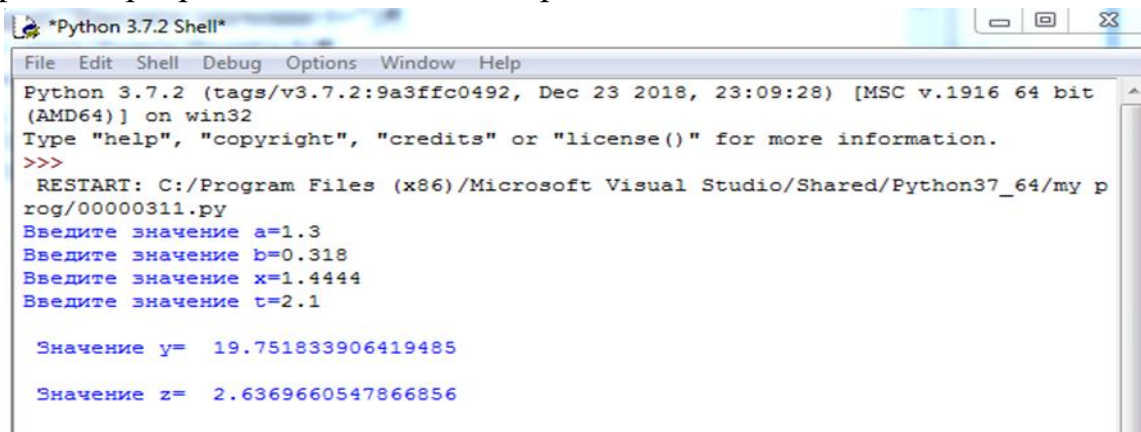 *Python 3.7.2 Shell*
File Edit Shell Debug Options Window Help
Python 3.7.2 (tags/v3.7.2:9a3ffc0492, Dec 23 2018, 23:09:28) [MSC v.1916 64 bit
(AMD64)] on win32
Type "help", "copyright", "credits" or "license()" for more information.
>>>
RESTART: C:/Program Files (x86)/Microsoft Visual Studio/Shared/Python37_64/my p
rog/00000311.py
Введите значение a=1.3
Введите значение b=0.318
Введите значение x=1.4444
Введите значение t=2.1
Значение y=  19.751833906419485
Значение z=  2.6369660547866856